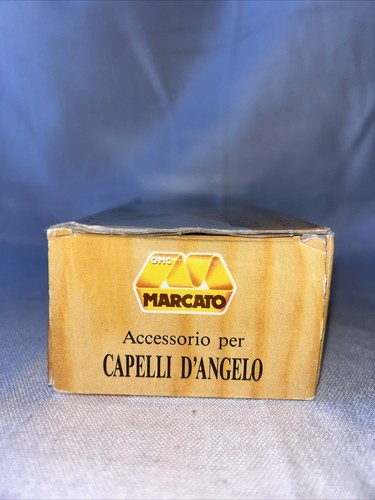 OMC
MARCATO
Accessorio per
CAPELLI D'ANGELO